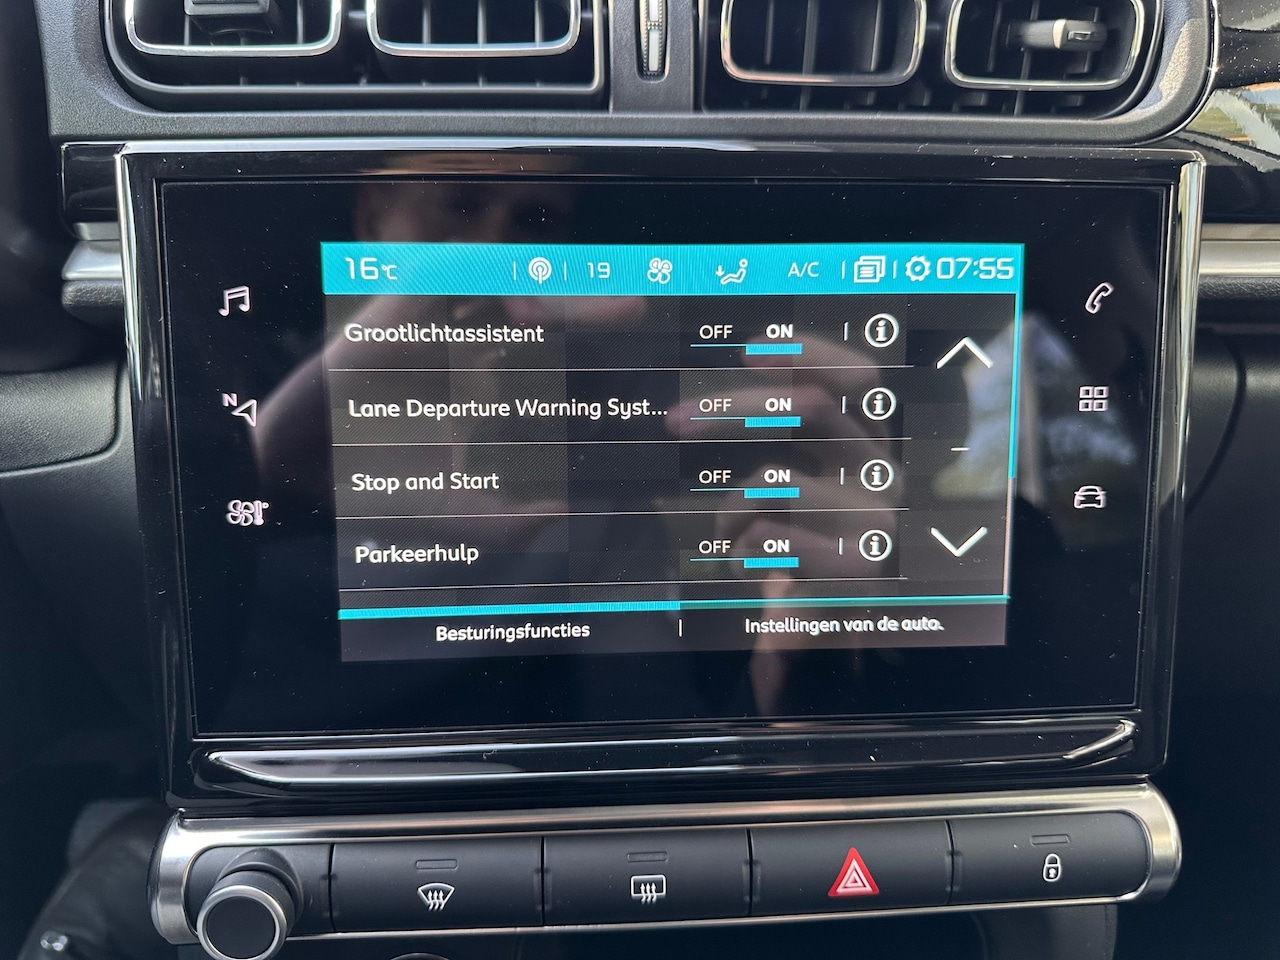 16°C 19 A/C 07:55
Grootlichtassistent OFF ON
Lane Departure Warning Syst... OFF ON
Stop and Start OFF ON
Parkeerhulp OFF ON
Besturingsfuncties | Instellingen van de auto.
N